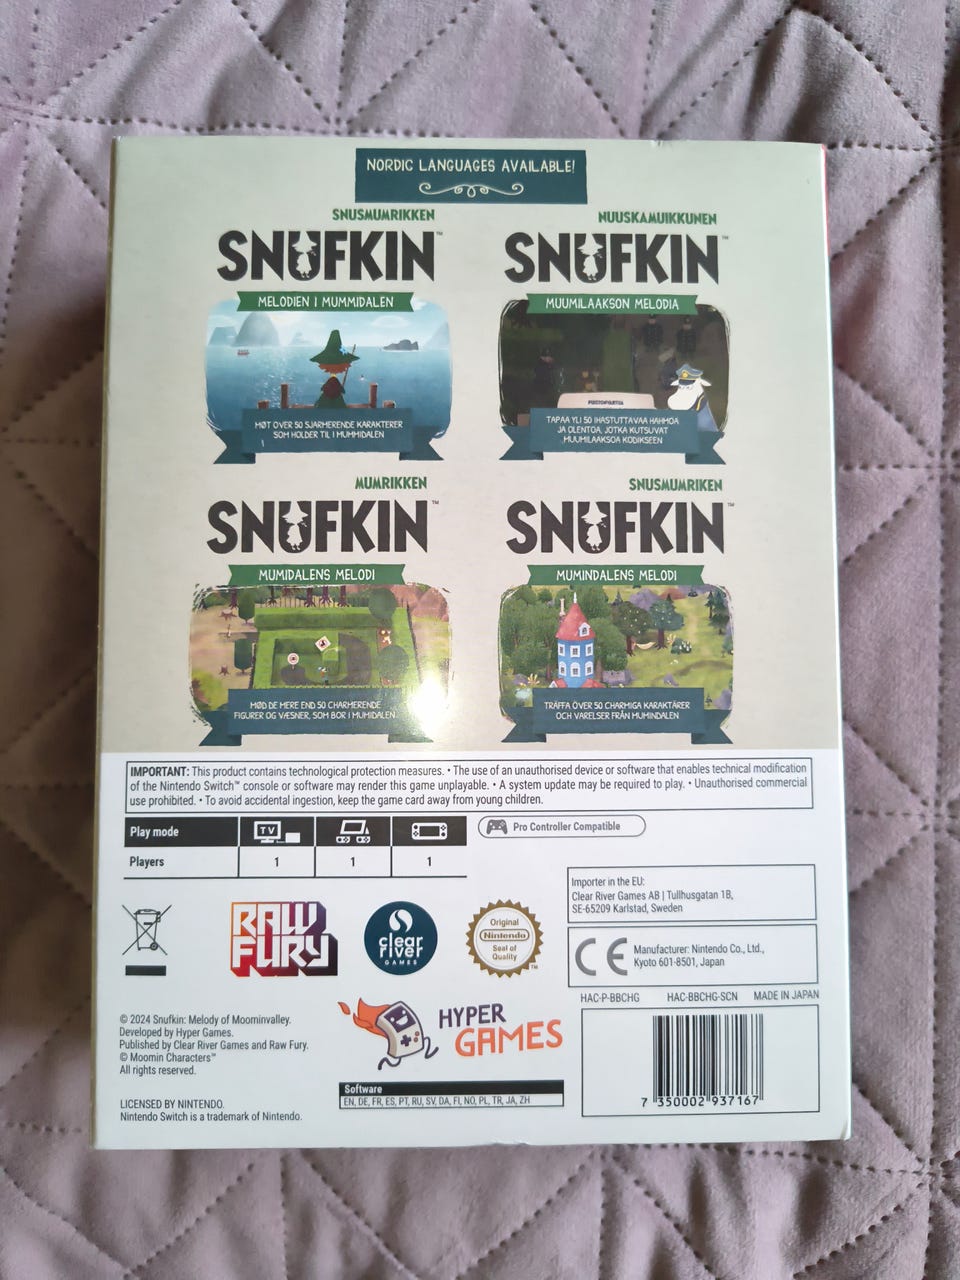 NORDIC LANGUAGES AVAILABLE!
SNUSMUMRIKKEN
SNUFKIN™
MELODIEN I MUMMIDALEN
MØT OVER 50 SJARMERENDE KARAKTERER
SOM HOLDER TIL I MUMMIDALEN
NUUSKAMUIKKUNEN
SNUFKIN™
MUUMILAAKSON MELODIA
PUISTONVARTIJA
TAPAA YLI 50 IHASTUTTAVAA HAHMOA
JA OLENTOA, JOTKA KUTSUVAT
MUUMILAAKSOA KODIKSEEN
MUMRIKKEN
SNUFKIN™
MUMIDALENS MELODI
MØD DE MERE END 50 CHARMERENDE
FIGURER OG VÆSNER, SOM BOR I MUMIDALEN
SNUSMUMRIKEN
SNUFKIN™
MUMINDALENS MELODI
TRÄFFA ÖVER 50 CHARMIGA KARAKTÄRER
OCH VARELSER FRÅN MUMINDALEN
IMPORTANT: This product contains technological protection measures. • The use of an unauthorised device or software that enables technical modification
of the Nintendo Switch™ console or software may render this game unplayable. • A system update may be required to play. • Unauthorised commercial
use prohibited. • To avoid accidental ingestion, keep the game card away from young children.
Play mode
TV
Pro Controller Compatible
Players 1 1 1
Importer in the EU:
Clear River Games AB | Tullhusgatan 1B,
SE-65209 Karlstad, Sweden
RAW
FURY
clear
river
GAMES
Original
Nintendo
Seal of
Quality
™
CE
Manufacturer: Nintendo Co., Ltd.,
Kyoto 601-8501, Japan
HAC-P-BBCHG HAC-BBCHG-SCN MADE IN JAPAN
© 2024 Snufkin: Melody of Moominvalley.
Developed by Hyper Games.
Published by Clear River Games and Raw Fury.
© Moomin Characters™
All rights reserved.
HYPER
GAMES
LICENSED BY NINTENDO.
Nintendo Switch is a trademark of Nintendo.
Software
EN, DE, FR, ES, PT, RU, SV, DA, FI, NO, PL, TR, JA, ZH
7 350002 937167